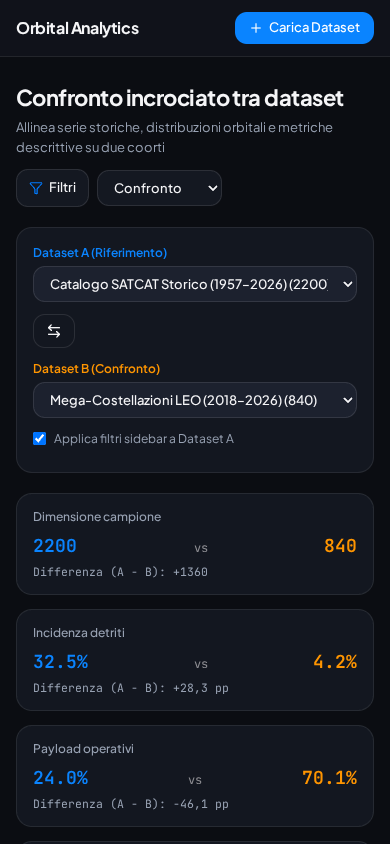 Orbital Analytics
Carica Dataset
Confronto incrociato tra dataset
Allinea serie storiche, distribuzioni orbitali e metriche
descrittive su due coorti
Filtri
Confronto
Dataset A (Riferimento)
Catalogo SATCAT Storico (1957–2026) (2200
Dataset B (Confronto)
Mega-Costellazioni LEO (2018–2026) (840)
Applica filtri sidebar a Dataset A
Dimensione campione
2200 vs 840
Differenza (A - B): +1360
Incidenza detriti
32.5% vs 4.2%
Differenza (A - B): +28,3 pp
Payload operativi
24.0% vs 70.1%
Differenza (A - B): -46,1 pp